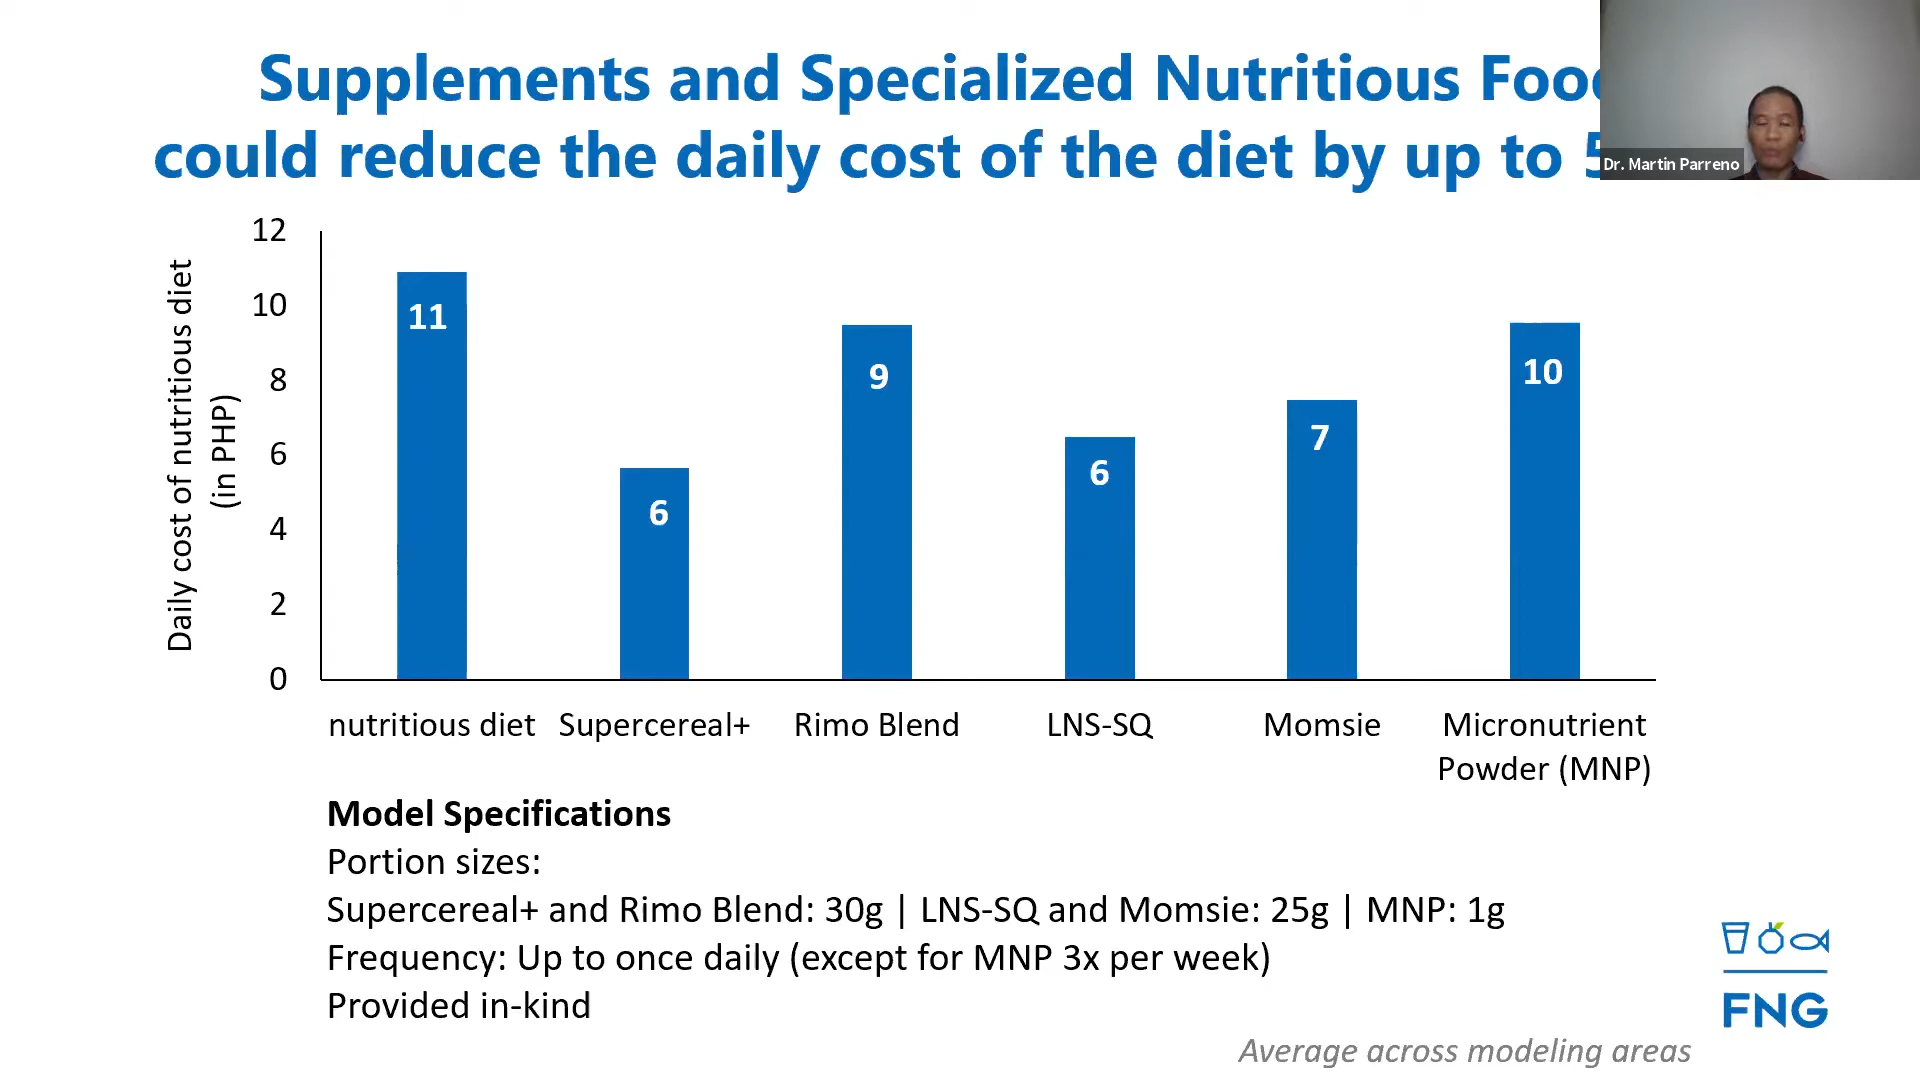 Supplements and Specialized Nutritious
could reduce the daily cost of the diet by up to
Dr. Martin Parreno
Daily cost of nutritious diet
(in PHP)
12
10
8
6
4
2
0
11
6
9
6
7
10
nutritious diet
Supercereal+
Rimo Blend
LNS-SQ
Momsie
Micronutrient
Powder (MNP)
Model Specifications
Portion sizes:
Supercereal+ and Rimo Blend: 30g | LNS-SQ and Momsie: 25g | MNP: 1g
Frequency: Up to once daily (except for MNP 3x per week)
Provided in-kind
FNG
Average across modeling areas